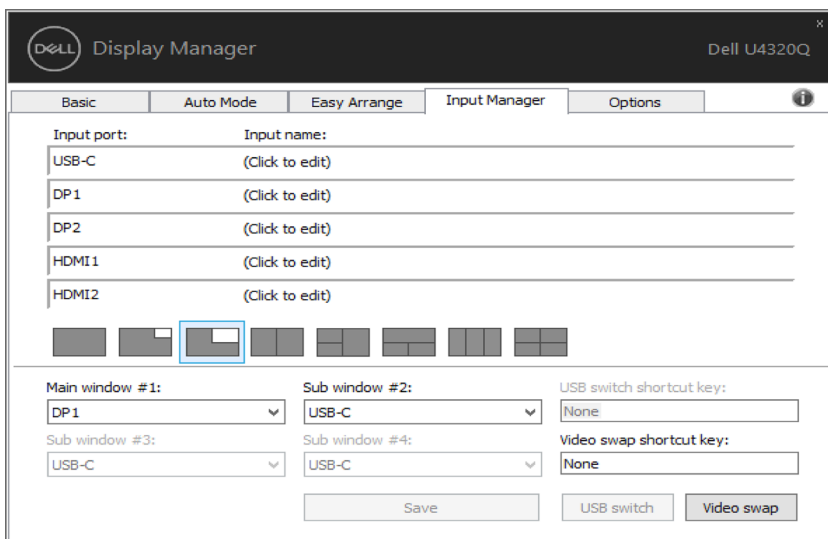 x
DELL Display Manager Dell U4320Q
Basic Auto Mode Easy Arrange Input Manager Options i
Input port: Input name:
USB-C (Click to edit)
DP1 (Click to edit)
DP2 (Click to edit)
HDMI1 (Click to edit)
HDMI2 (Click to edit)
Main window #1: Sub window #2: USB switch shortcut key:
DP1 USB-C None
Sub window #3: Sub window #4: Video swap shortcut key:
USB-C USB-C None
Save USB switch Video swap